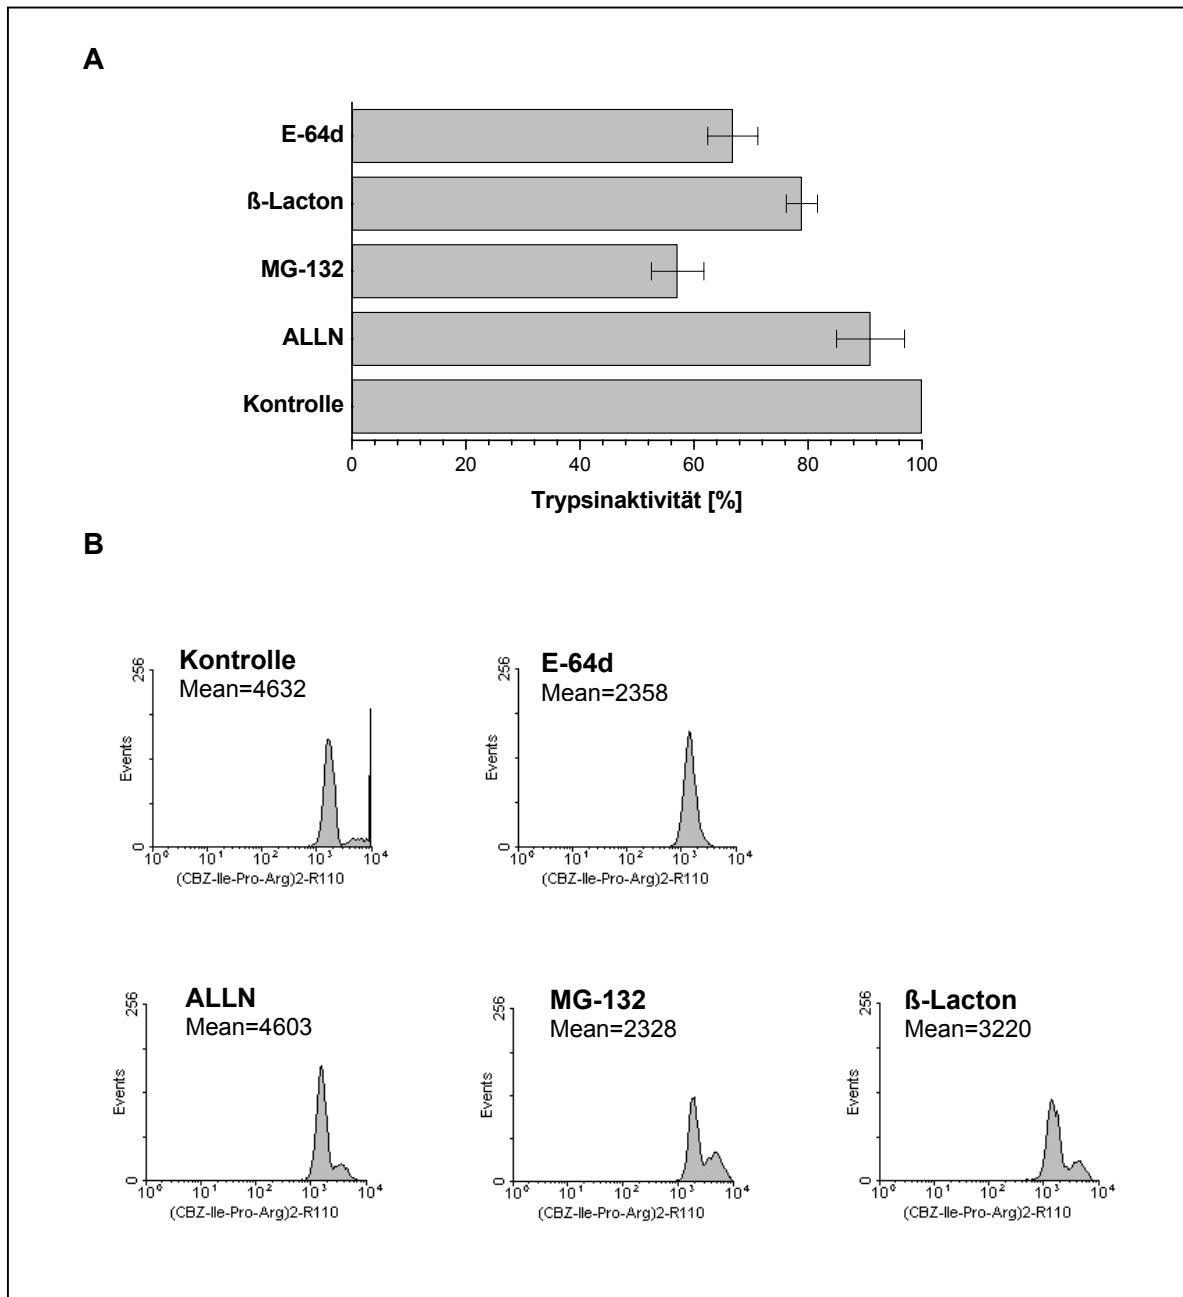 A
E-64d
ß-Lacton
MG-132
ALLN
Kontrolle
0 20 40 60 80 100
Trypsinaktivität [%]
B
Kontrolle
Mean=4632
256
Events
0
10⁰ 10¹ 10² 10³ 10⁴
(CBZ-Ile-Pro-Arg)2-R110
E-64d
Mean=2358
256
Events
0
10⁰ 10¹ 10² 10³ 10⁴
(CBZ-Ile-Pro-Arg)2-R110
ALLN
Mean=4603
256
Events
0
10⁰ 10¹ 10² 10³ 10⁴
(CBZ-Ile-Pro-Arg)2-R110
MG-132
Mean=2328
256
Events
0
10⁰ 10¹ 10² 10³ 10⁴
(CBZ-Ile-Pro-Arg)2-R110
ß-Lacton
Mean=3220
256
Events
0
10⁰ 10¹ 10² 10³ 10⁴
(CBZ-Ile-Pro-Arg)2-R110